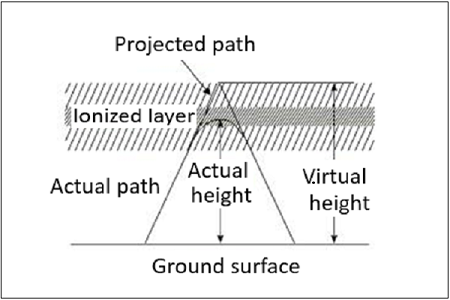 Projected path
Ionized layer
Actual path
Actual
height
Virtual
height
Ground surface